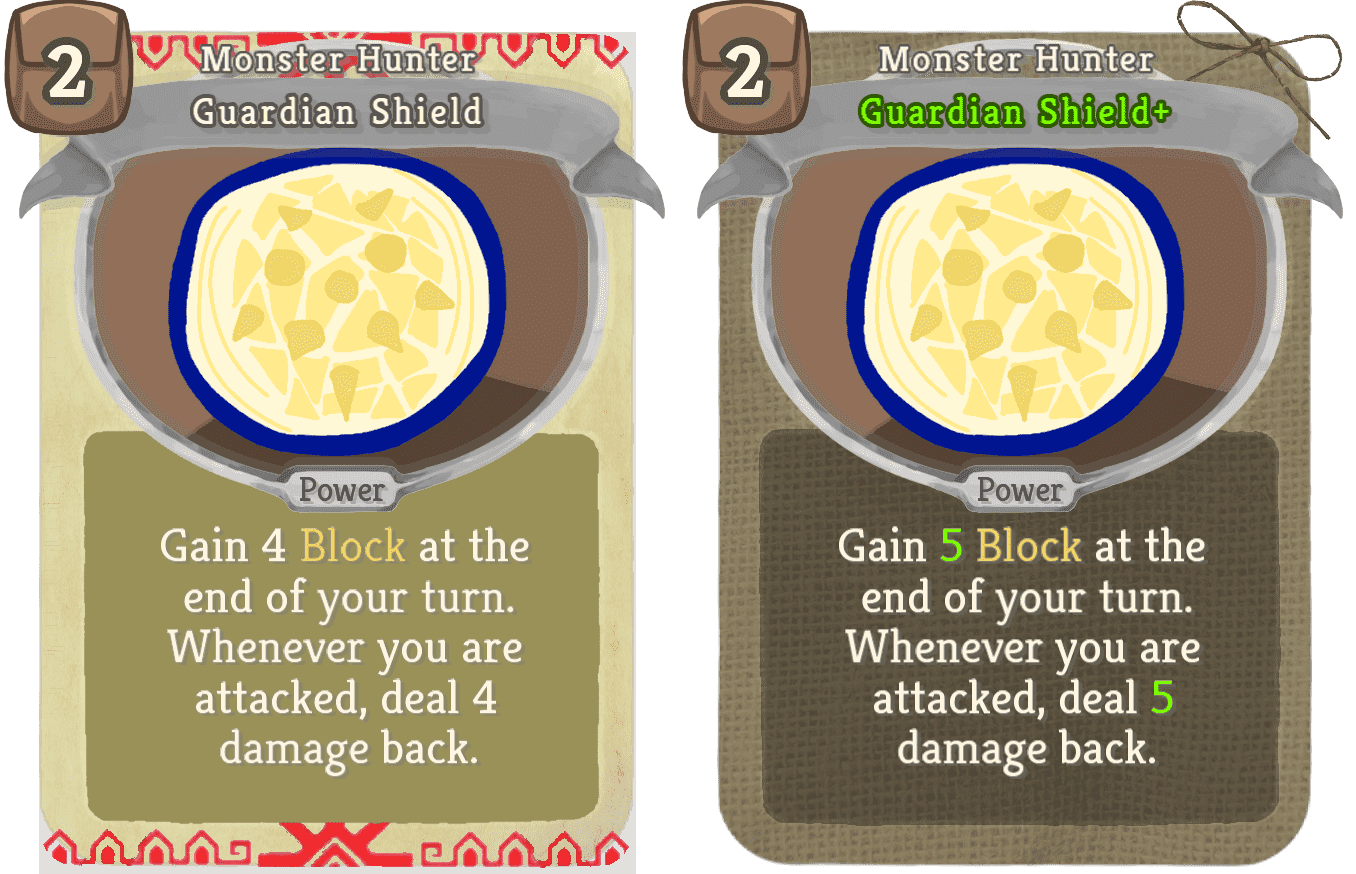 2
Monster Hunter
Guardian Shield
Power
Gain 4 Block at the
end of your turn.
Whenever you are
attacked, deal 4
damage back.
2
Monster Hunter
Guardian Shield+
Power
Gain 5 Block at the
end of your turn.
Whenever you are
attacked, deal 5
damage back.